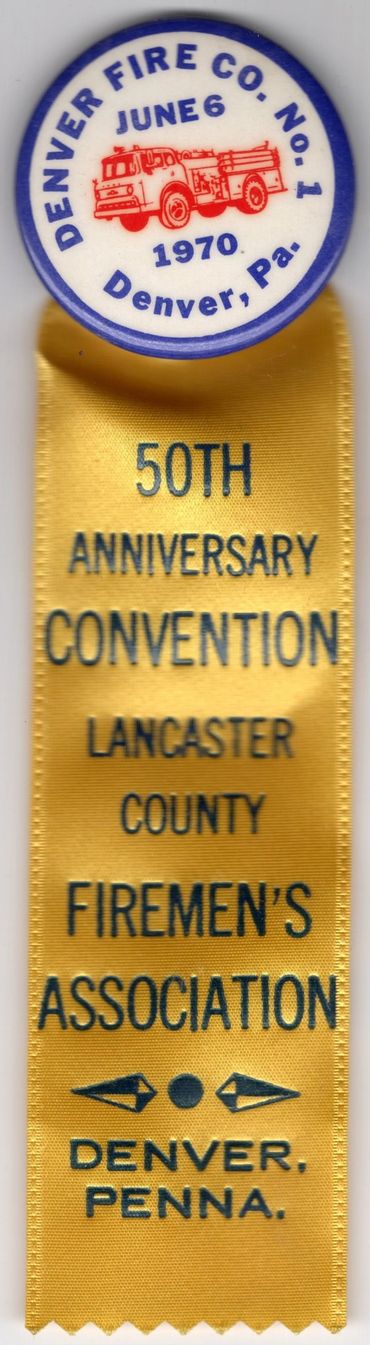 DENVER FIRE CO. No. 1
JUNE 6
1970
Denver, Pa.
50TH
ANNIVERSARY
CONVENTION
LANCASTER
COUNTY
FIREMEN'S
ASSOCIATION
DENVER,
PENNA.